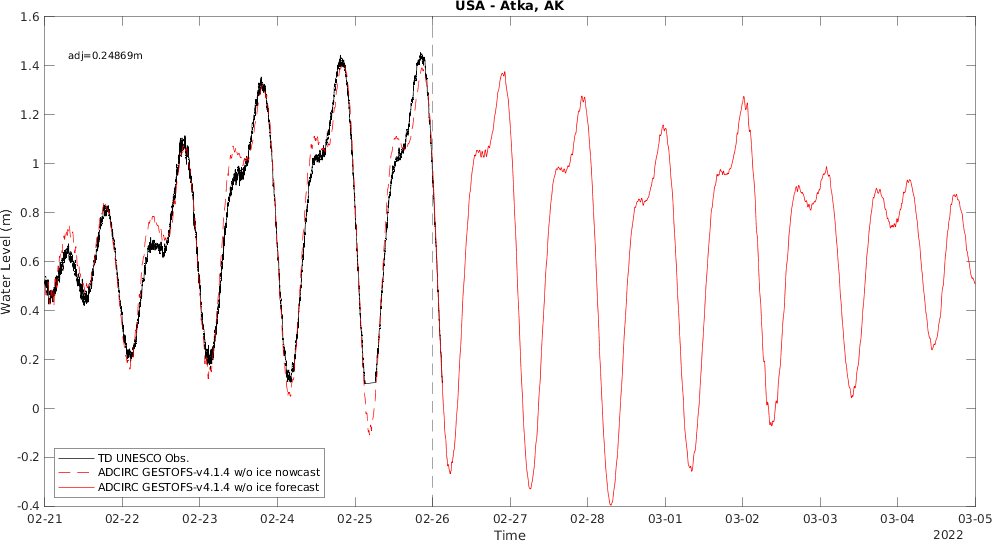 USA - Atka, AK
adj=0.24869m
Water Level (m)
1.6
1.4
1.2
1
0.8
0.6
0.4
0.2
0
-0.2
-0.4
TD UNESCO Obs.
ADCIRC GESTOFS-v4.1.4 w/o ice nowcast
ADCIRC GESTOFS-v4.1.4 w/o ice forecast
02-21 02-22 02-23 02-24 02-25 02-26 02-27 02-28 03-01 03-02 03-03 03-04 03-05
Time
2022